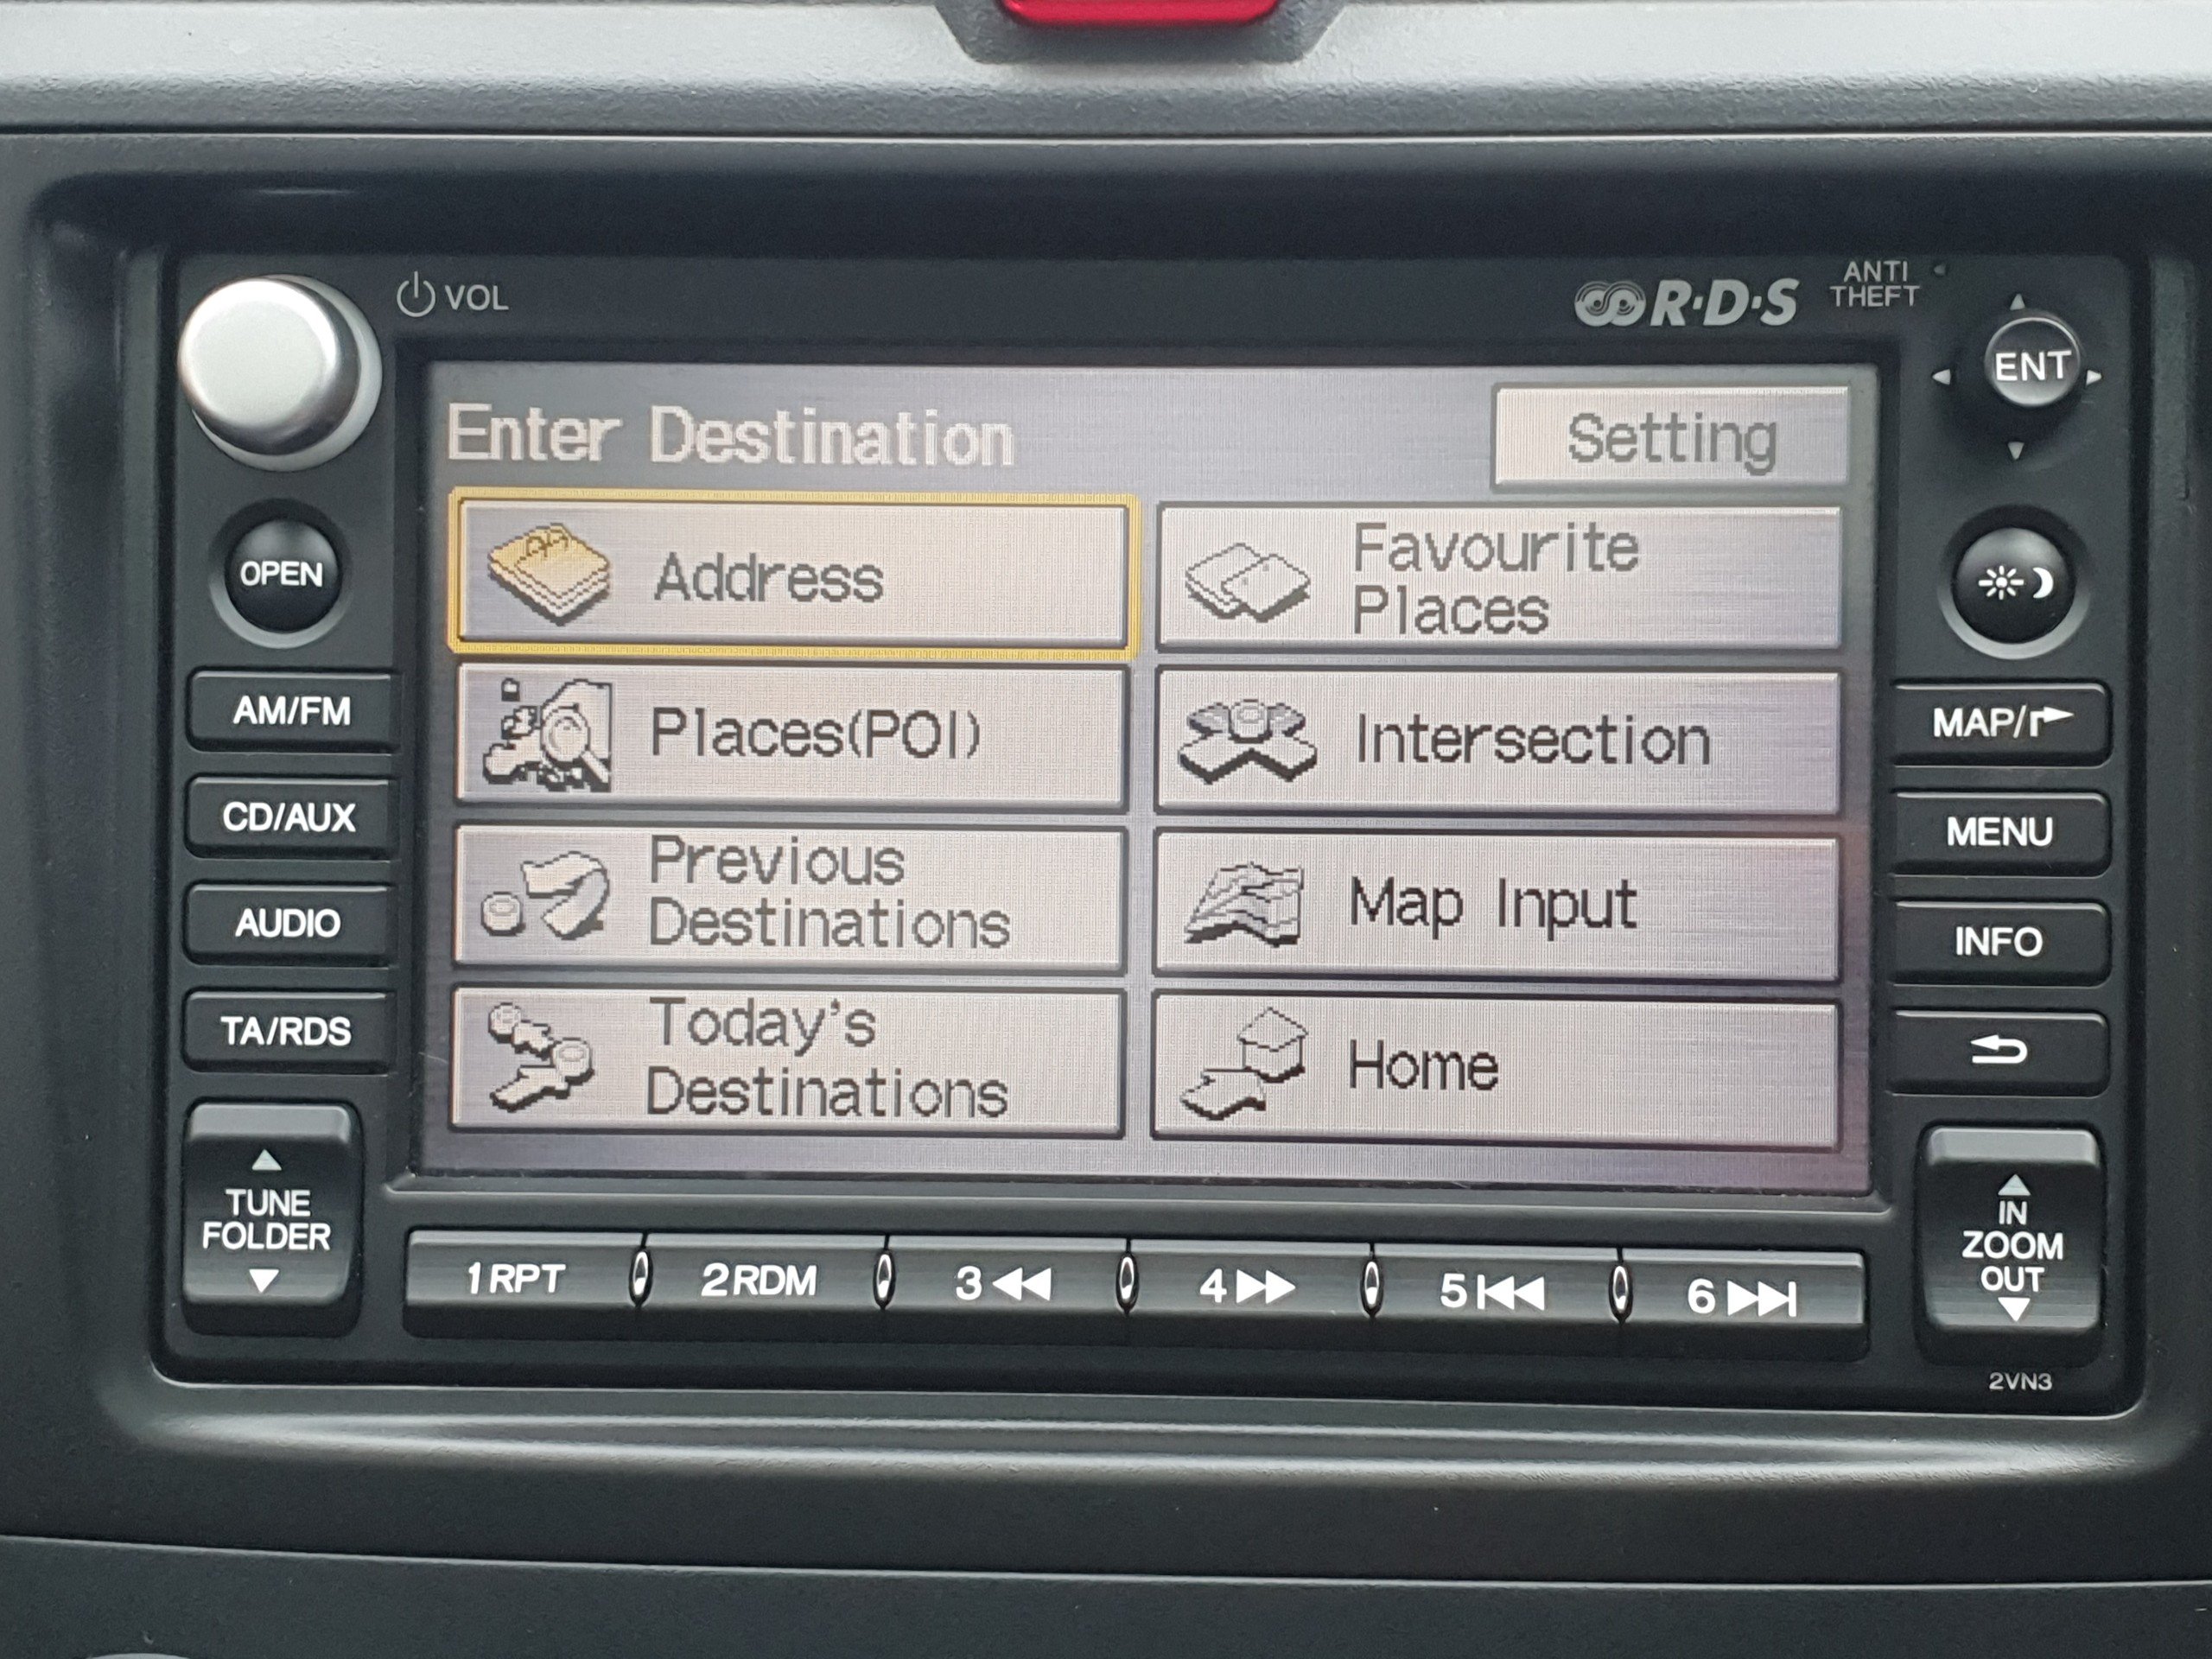 VOL
R·D·S
ANTI
THEFT
ENT
OPEN
AM/FM
CD/AUX
AUDIO
TA/RDS
TUNE
FOLDER
Enter Destination
Setting
Address
Favourite
Places
Places(POI)
Intersection
Previous
Destinations
Map Input
Today's
Destinations
Home
MAP/
MENU
INFO
IN
ZOOM
OUT
1 RPT
2 RDM
3
4
5
6
2VN3